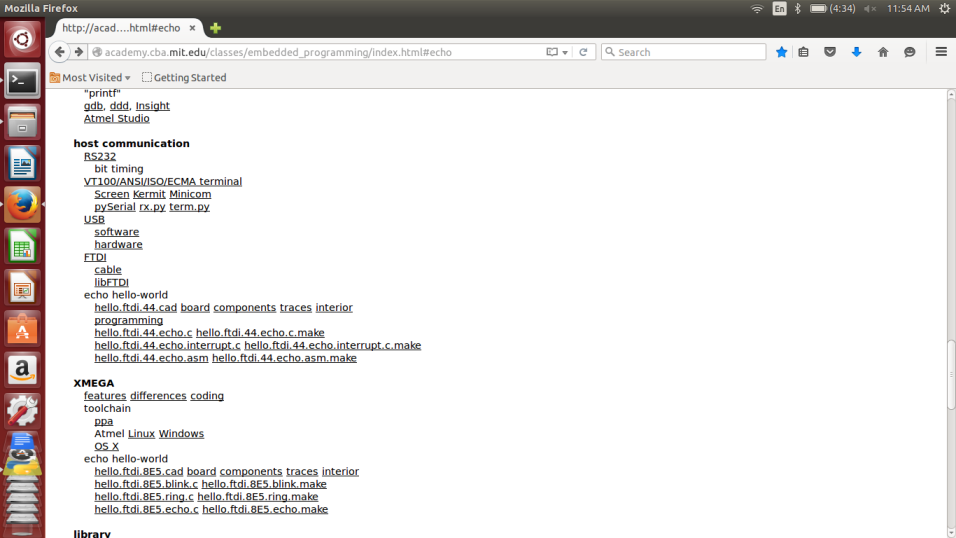 Mozilla Firefox
En
(4:34)
11:54 AM
http://acad....html#echo
academy.cba.mit.edu/classes/embedded_programming/index.html#echo
Search
Most Visited
Getting Started
"printf"
gdb, ddd, Insight
Atmel Studio
host communication
RS232
bit timing
VT100/ANSI/ISO/ECMA terminal
Screen Kermit Minicom
pySerial rx.py term.py
USB
software
hardware
FTDI
cable
libFTDI
echo hello-world
hello.ftdi.44.cad board components traces interior
programming
hello.ftdi.44.echo.c hello.ftdi.44.echo.c.make
hello.ftdi.44.echo.interrupt.c hello.ftdi.44.echo.interrupt.c.make
hello.ftdi.44.echo.asm hello.ftdi.44.echo.asm.make
XMEGA
features differences coding
toolchain
ppa
Atmel Linux Windows
OS X
echo hello-world
hello.ftdi.8E5.cad board components traces interior
hello.ftdi.8E5.blink.c hello.ftdi.8E5.blink.make
hello.ftdi.8E5.ring.c hello.ftdi.8E5.ring.make
hello.ftdi.8E5.echo.c hello.ftdi.8E5.echo.make
library